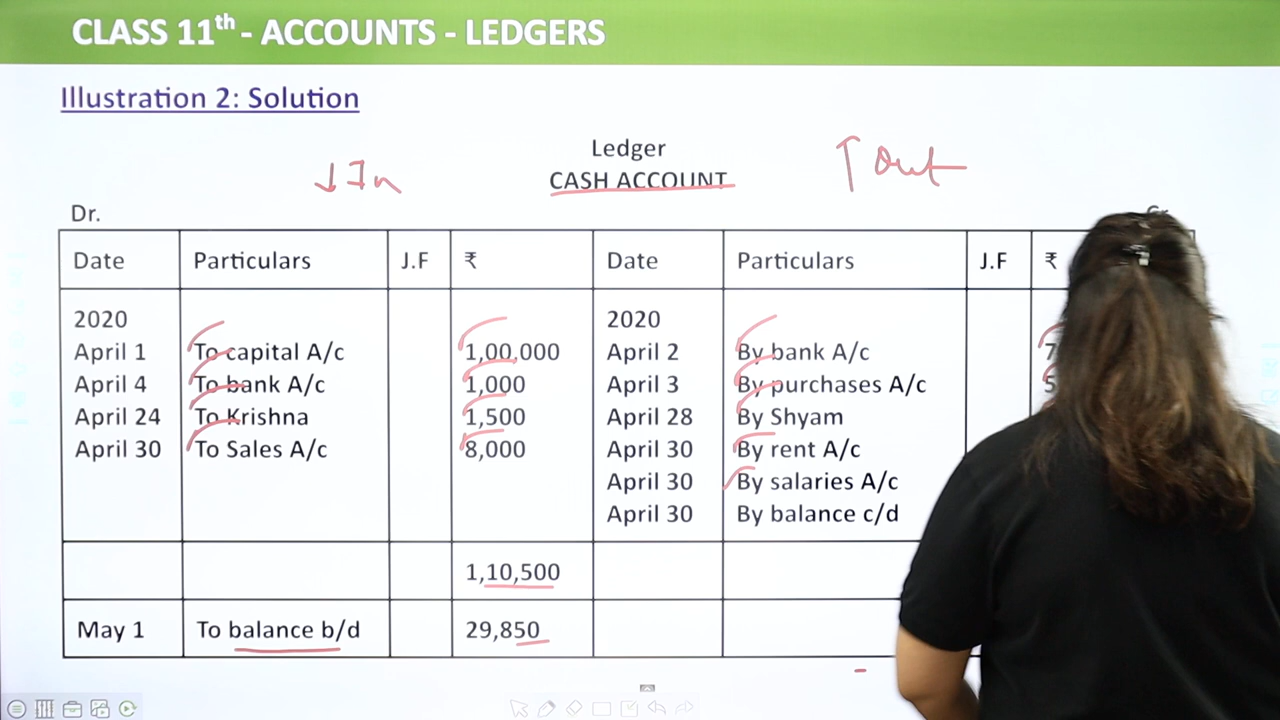 CLASS 11th - ACCOUNTS - LEDGERS
Illustration 2: Solution
Ledger
CASH ACCOUNT
↓ In
↑ Out
Dr.
Date Particulars J.F ₹ Date Particulars J.F ₹
2020 2020
April 1 To capital A/c 1,00,000 April 2 By bank A/c 7
April 4 To bank A/c 1,000 April 3 By purchases A/c 5
April 24 To Krishna 1,500 April 28 By Shyam
April 30 To Sales A/c 8,000 April 30 By rent A/c
April 30 By salaries A/c
April 30 By balance c/d
1,10,500
May 1 To balance b/d 29,850